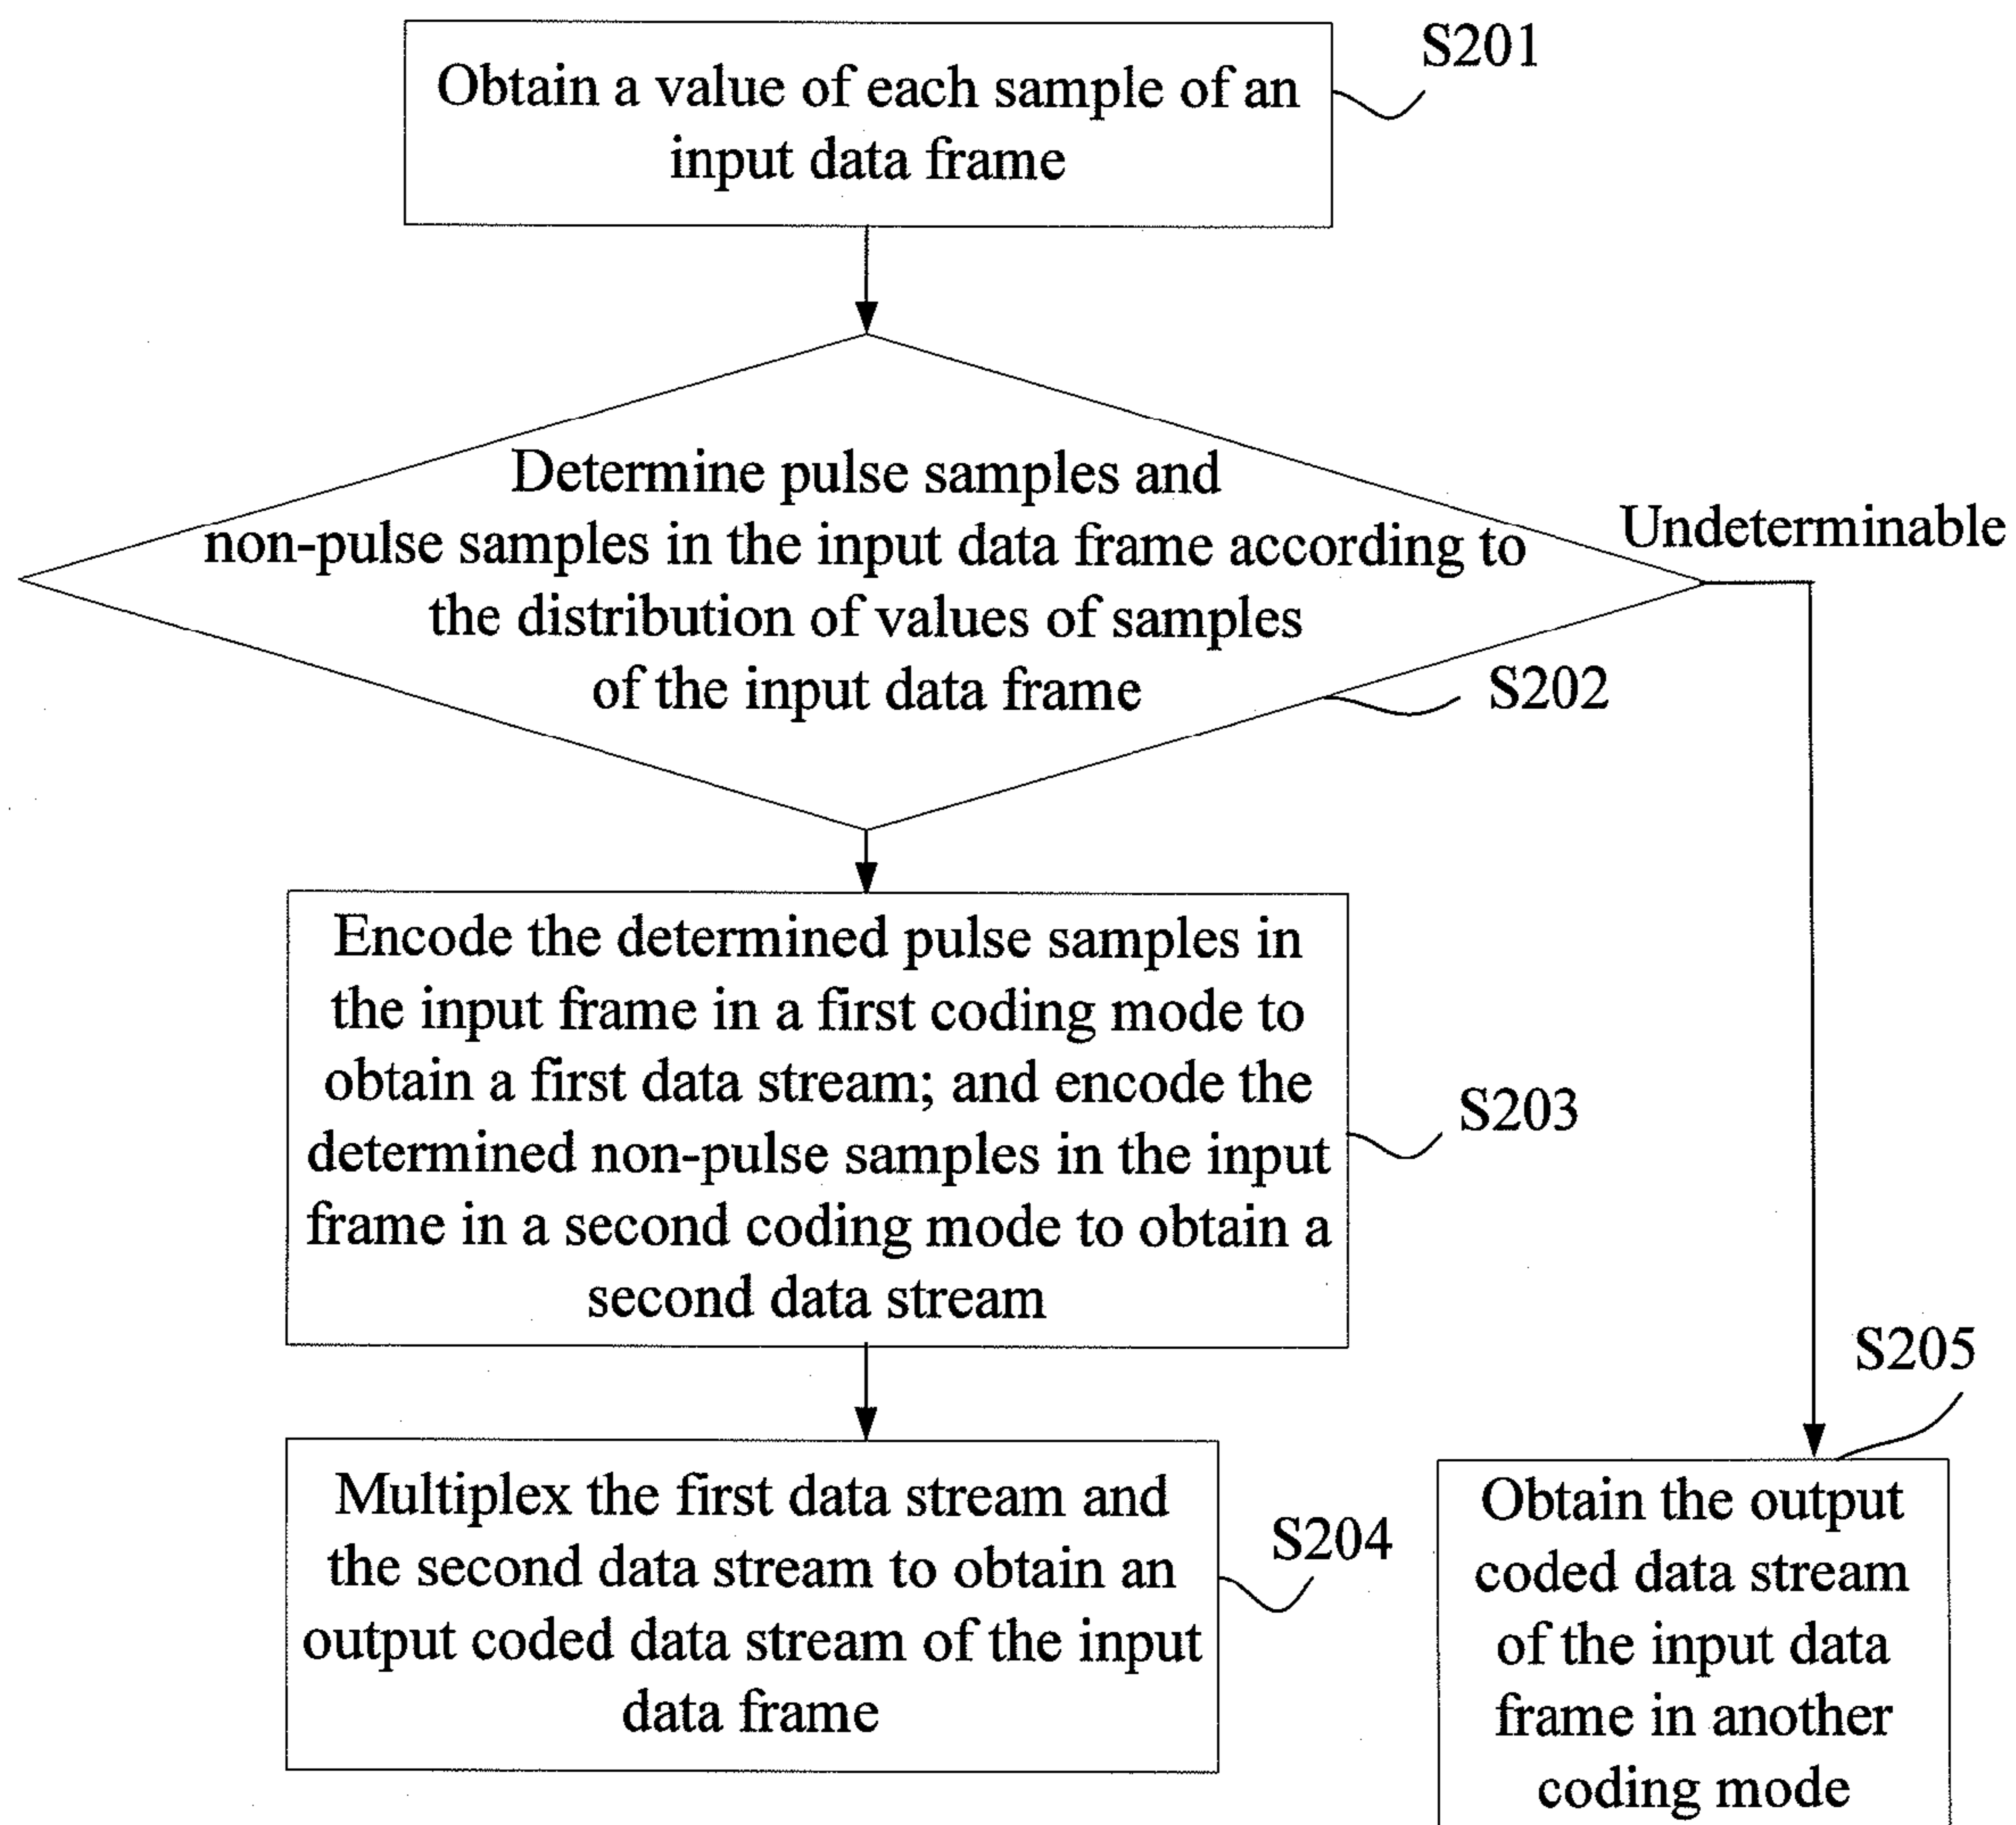 S201
Obtain a value of each sample of an
input data frame
Determine pulse samples and
non-pulse samples in the input data frame according to
the distribution of values of samples
of the input data frame
Undeterminable
S202
Encode the determined pulse samples in
the input frame in a first coding mode to
obtain a first data stream; and encode the
determined non-pulse samples in the input
frame in a second coding mode to obtain a
second data stream
S203
Multiplex the first data stream and
the second data stream to obtain an
output coded data stream of the input
data frame
S204
S205
Obtain the output
coded data stream
of the input data
frame in another
coding mode